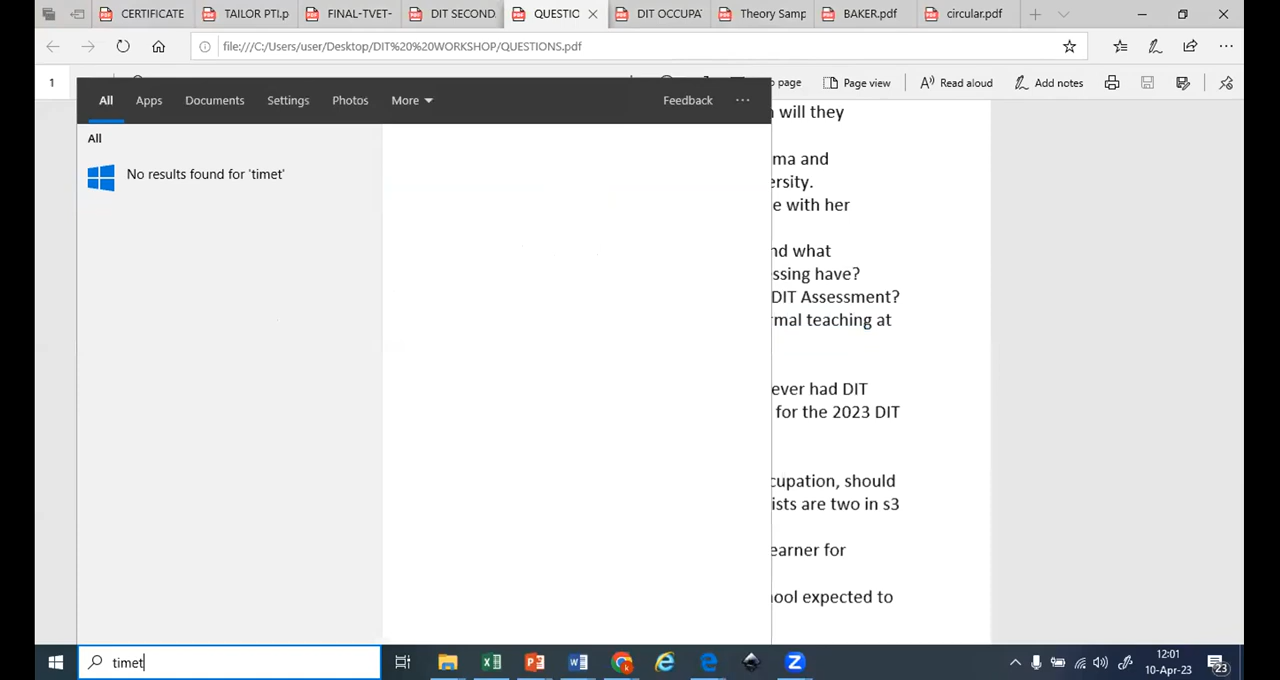 CERTIFICATE
TAILOR PTI.p
FINAL-TVET-
DIT SECOND
QUESTIO
DIT OCCUPA
Theory Samp
BAKER.pdf
circular.pdf
file:///C:/Users/user/Desktop/DIT%20%20WORKSHOP/QUESTIONS.pdf
1
page
Page view
Read aloud
Add notes
All Apps Documents Settings Photos More Feedback
All
No results found for 'timet'
will they
ma and
ersity.
e with her
nd what
ssing have?
DIT Assessment?
rmal teaching at
ever had DIT
for the 2023 DIT
cupation, should
ists are two in s3
earner for
ool expected to
timet
12:01
10-Apr-23
23